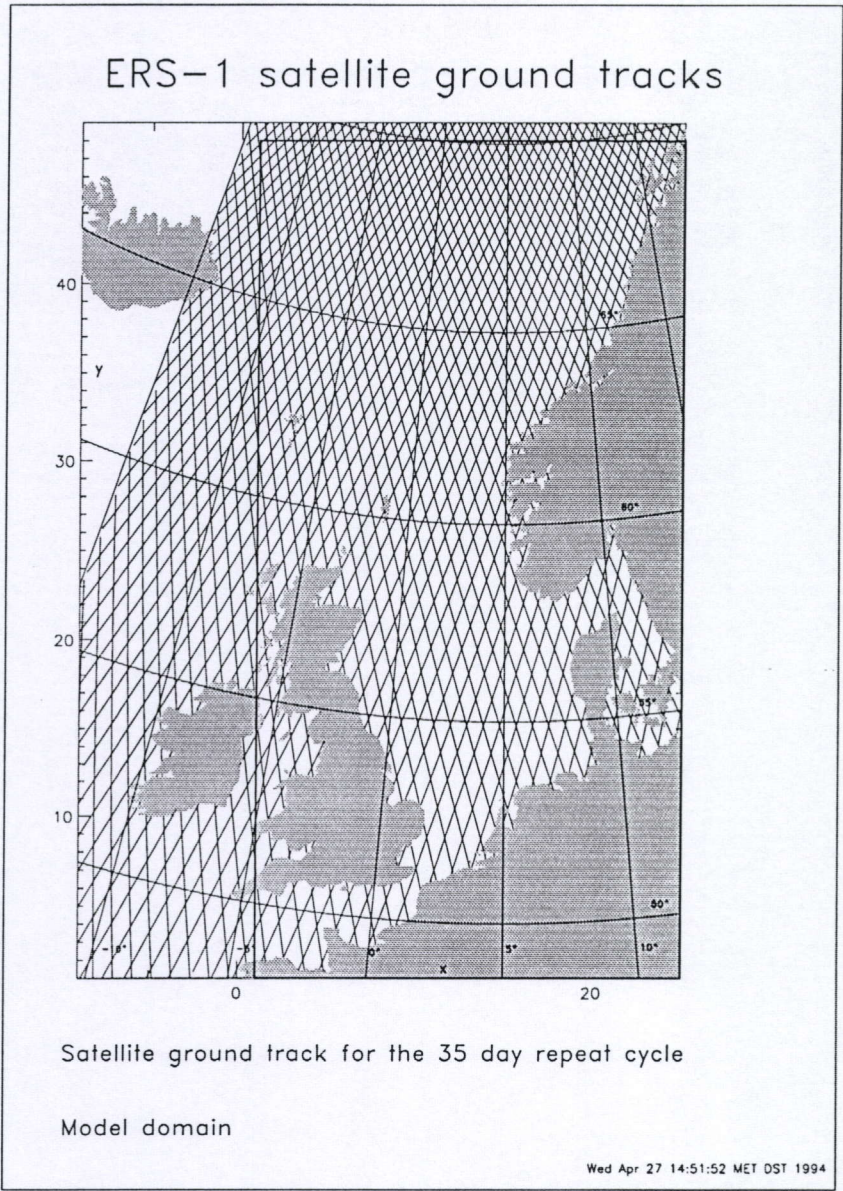 ERS-1 satellite ground tracks
70°
40
65°
y
30
60°
20
55°
10
50°
-10° -5° 0° 5° 10°
x
0 20
Satellite ground track for the 35 day repeat cycle
Model domain
Wed Apr 27 14:51:52 MET DST 1994